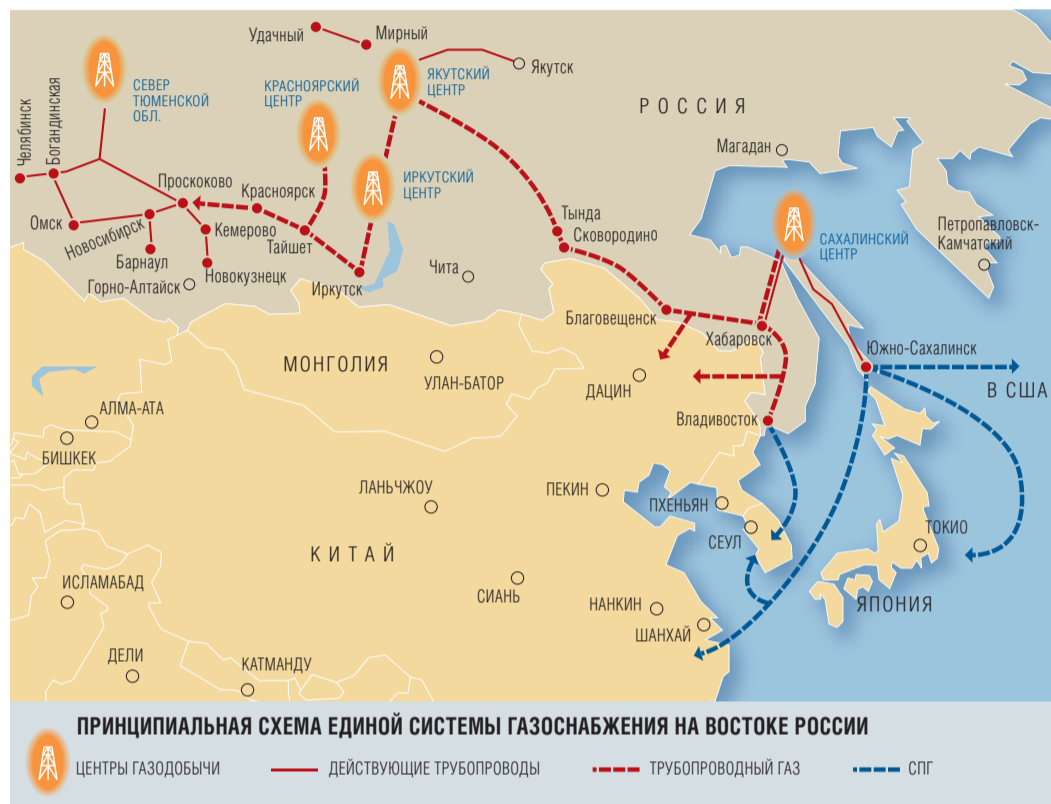 Удачный
Мирный
Якутск
ЯКУТСКИЙ
ЦЕНТР
СЕВЕР
ТЮМЕНСКОЙ
ОБЛ.
КРАСНОЯРСКИЙ
ЦЕНТР
РОССИЯ
Челябинск
Богандинская
Магадан
Проскоково
Красноярск
ИРКУТСКИЙ
ЦЕНТР
Омск
Новосибирск
Кемерово
Тайшет
Тында
Сковородино
САХАЛИНСКИЙ
ЦЕНТР
Петропавловск-
Камчатский
Барнаул
Новокузнецк
Горно-Алтайск
Иркутск
Чита
Благовещенск
Хабаровск
Южно-Сахалинск
МОНГОЛИЯ
УЛАН-БАТОР
ДАЦИН
В США
АЛМА-АТА
БИШКЕК
Владивосток
ЛАНЬЧЖОУ
ПЕКИН
ПХЕНЬЯН
СЕУЛ
ТОКИО
КИТАЙ
ИСЛАМАБАД
СИАНЬ
НАНКИН
ШАНХАЙ
ЯПОНИЯ
ДЕЛИ
КАТМАНДУ
ПРИНЦИПИАЛЬНАЯ СХЕМА ЕДИНОЙ СИСТЕМЫ ГАЗОСНАБЖЕНИЯ НА ВОСТОКЕ РОССИИ
ЦЕНТРЫ ГАЗОДОБЫЧИ
ДЕЙСТВУЮЩИЕ ТРУБОПРОВОДЫ
ТРУБОПРОВОДНЫЙ ГАЗ
СПГ